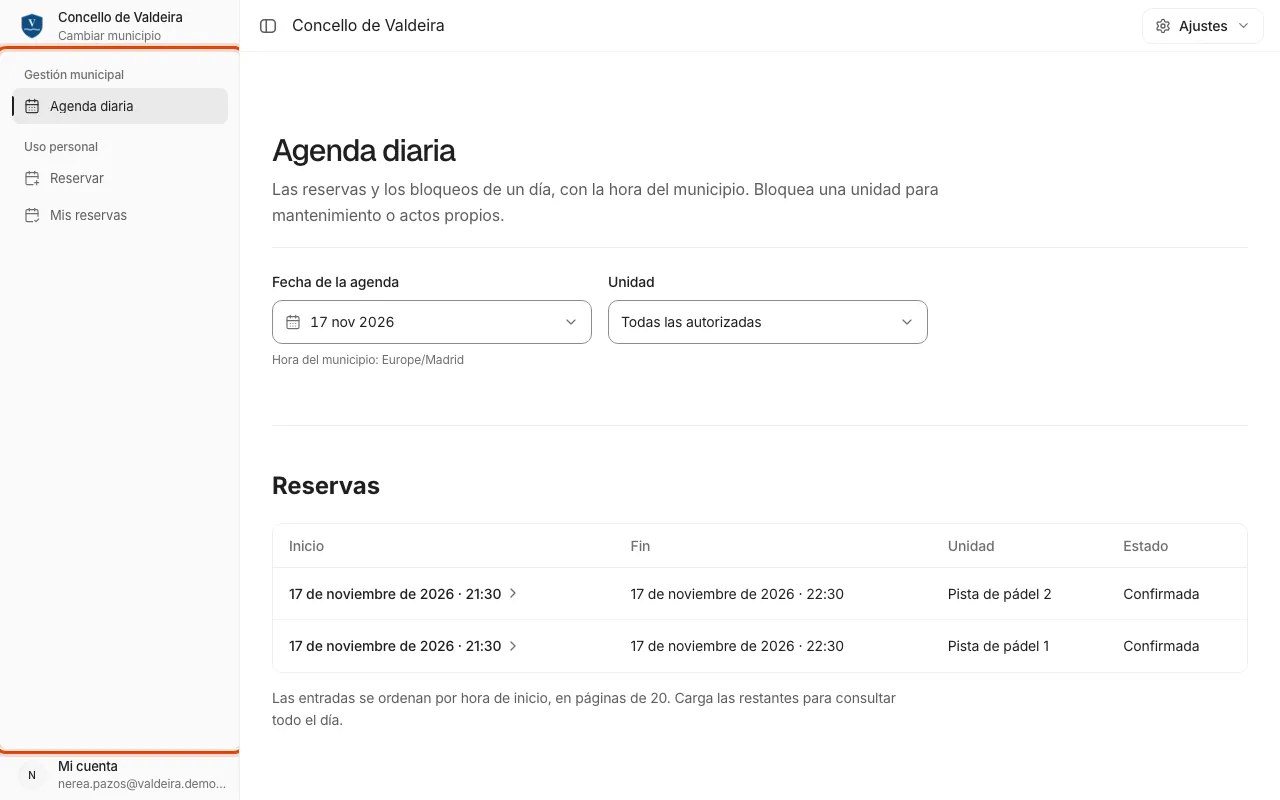 V
Concello de Valdeira
Cambiar municipio
Gestión municipal
Agenda diaria
Uso personal
Reservar
Mis reservas
N
Mi cuenta
nerea.pazos@valdeira.demo...
Concello de Valdeira
Ajustes
Agenda diaria
Las reservas y los bloqueos de un día, con la hora del municipio. Bloquea una unidad para
mantenimiento o actos propios.
Fecha de la agenda
Unidad
17 nov 2026
Todas las autorizadas
Hora del municipio: Europe/Madrid
Reservas
Inicio Fin Unidad Estado
17 de noviembre de 2026 · 21:30 17 de noviembre de 2026 · 22:30 Pista de pádel 2 Confirmada
17 de noviembre de 2026 · 21:30 17 de noviembre de 2026 · 22:30 Pista de pádel 1 Confirmada
Las entradas se ordenan por hora de inicio, en páginas de 20. Carga las restantes para consultar
todo el día.